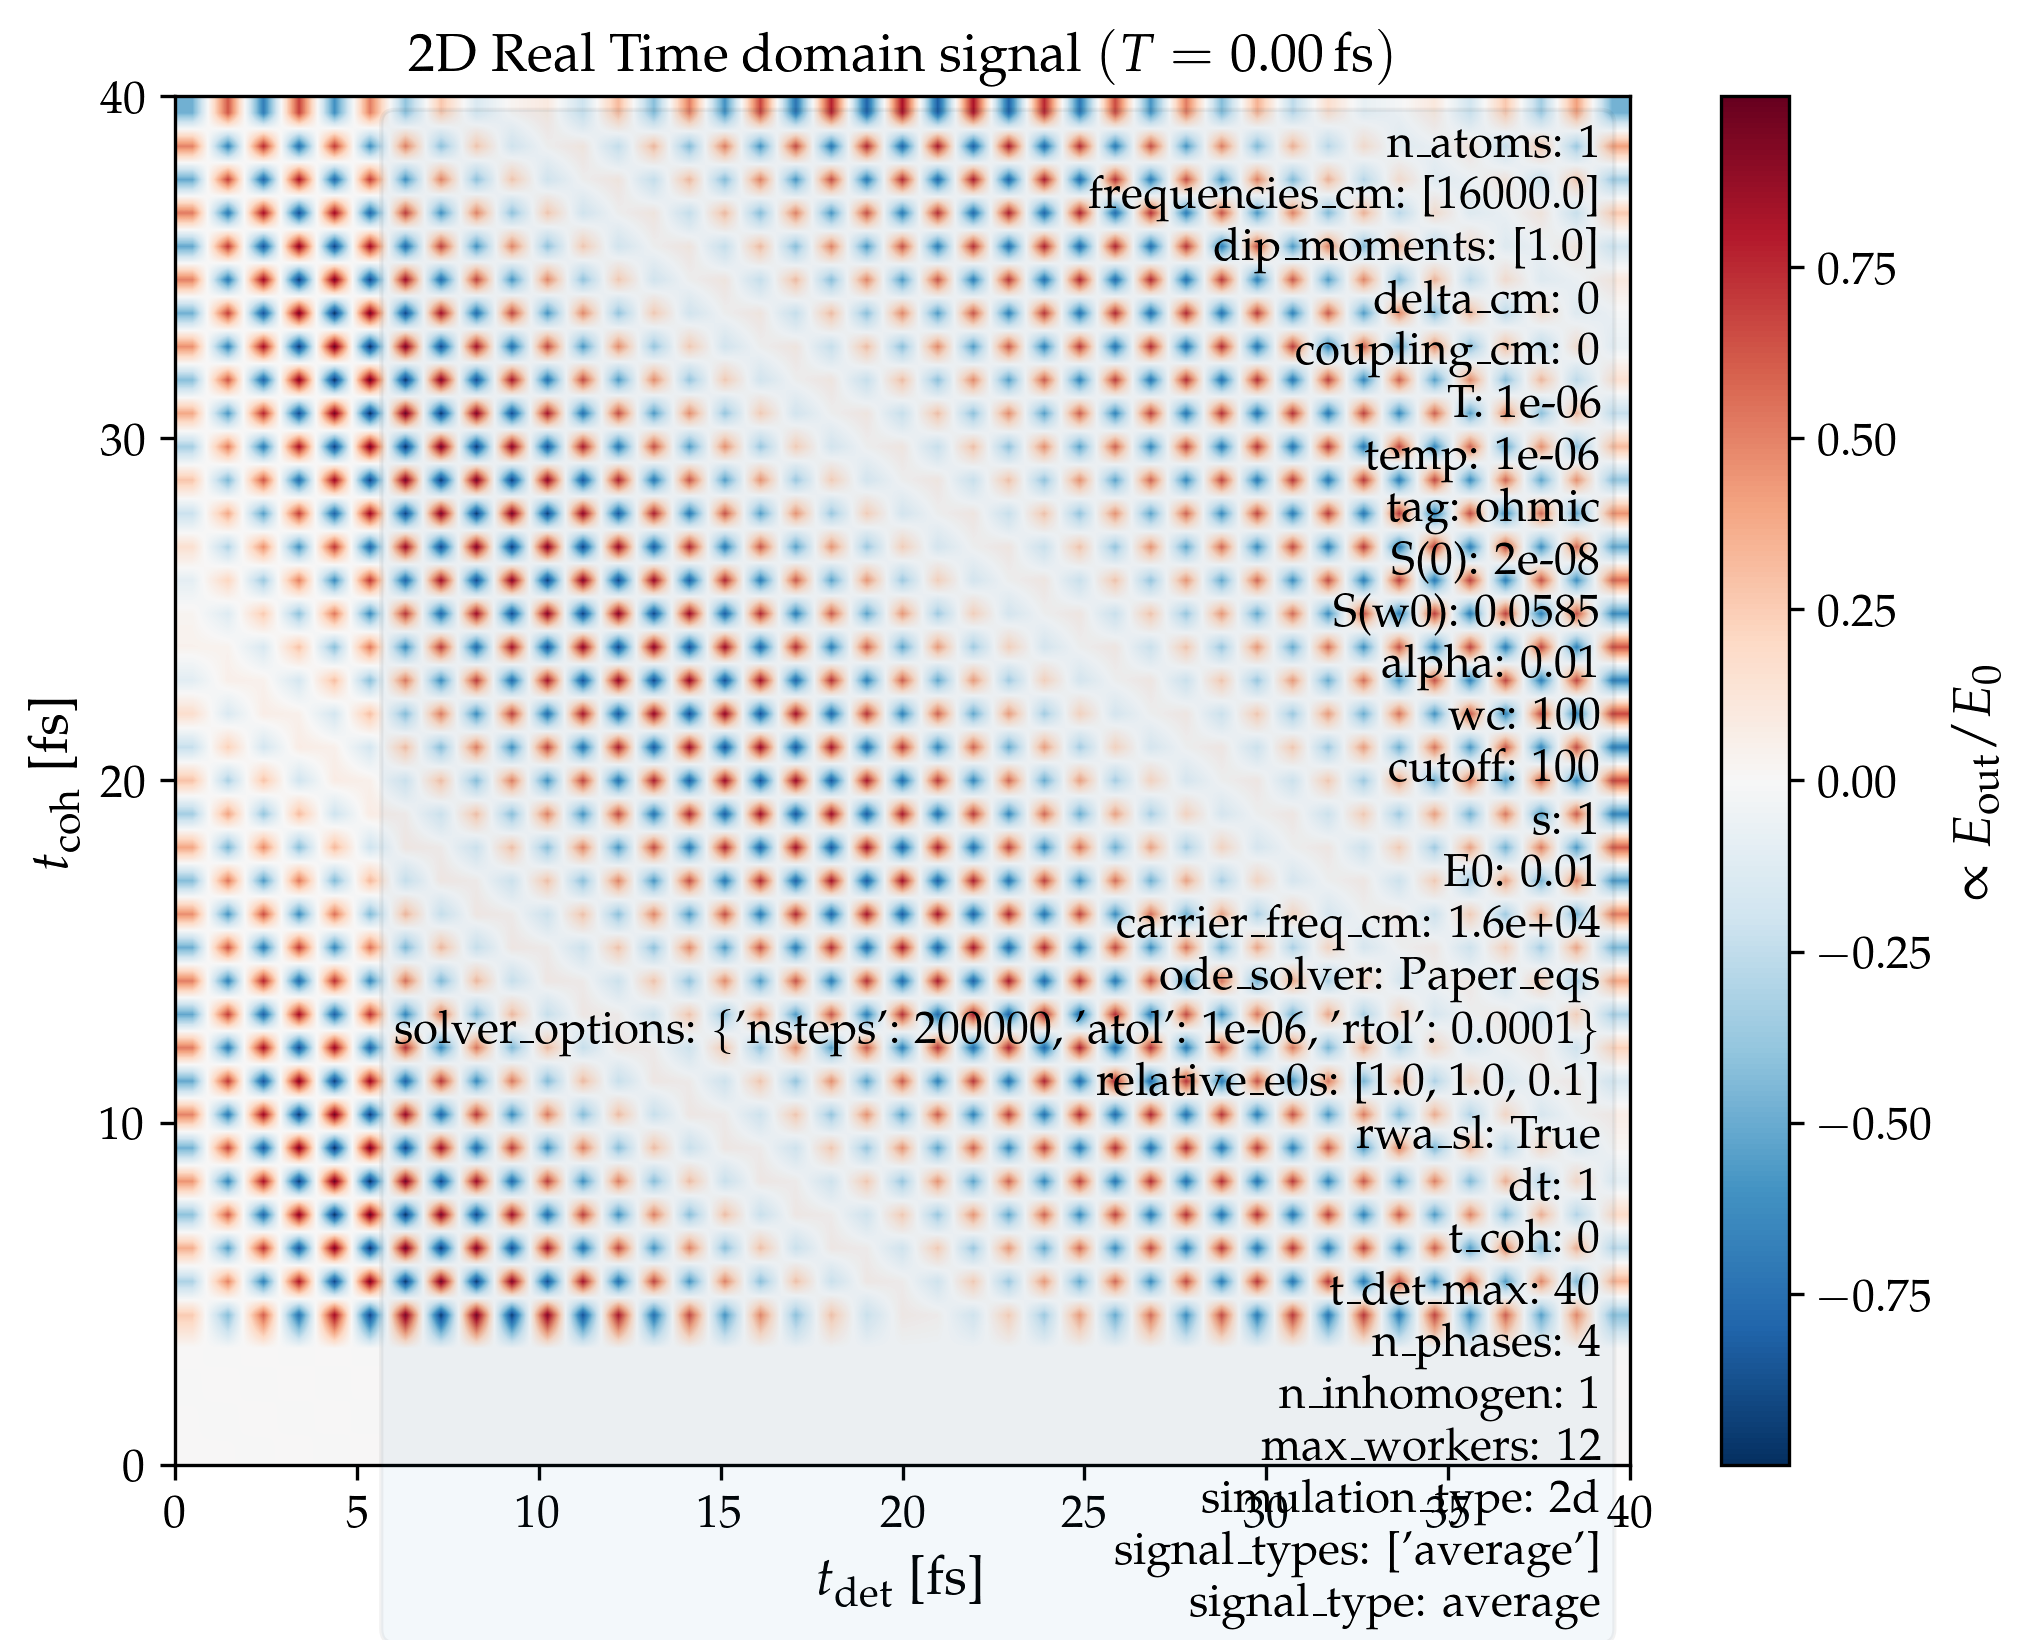 2D Real Time domain signal (T = 0.00 fs)
40
30
20
10
0
t_coh [fs]
n_atoms: 1
frequencies_cm: [16000.0]
dip_moments: [1.0]
delta_cm: 0
coupling_cm: 0
T: 1e-06
temp: 1e-06
tag: ohmic
S(0): 2e-08
S(w0): 0.0585
alpha: 0.01
wc: 100
cutoff: 100
s: 1
E0: 0.01
carrier_freq_cm: 1.6e+04
ode_solver: Paper_eqs
solver_options: {'nsteps': 200000, 'atol': 1e-06, 'rtol': 0.0001}
relative_e0s: [1.0, 1.0, 0.1]
rwa_sl: True
dt: 1
t_coh: 0
t_det_max: 40
n_phases: 4
n_inhomogen: 1
max_workers: 12
simulation_type: 2d
signal_types: ['average']
signal_type: average
0 5 10 15 20 25 30 35 40
t_det [fs]
0.75
0.50
0.25
0.00
−0.25
−0.50
−0.75
∝ E_out / E_0